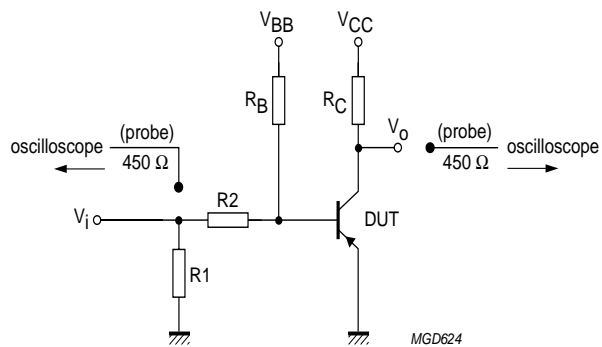 VBB
VCC
RB
RC
Vo
(probe)
450 Ω
oscilloscope
(probe)
450 Ω
oscilloscope
R2
Vi
DUT
R1
MGD624